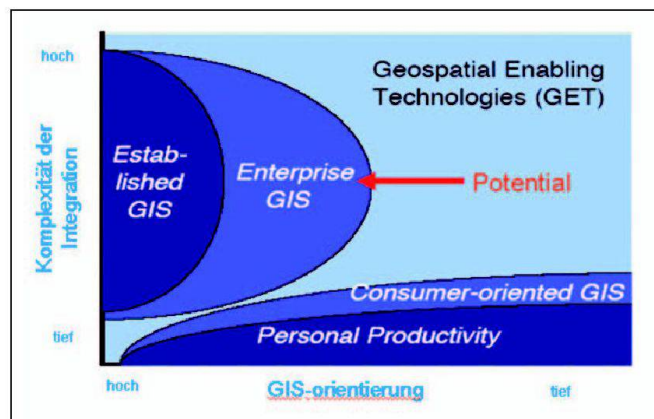 hoch
Geospatial Enabling
Technologies (GET)
Komplexität der
Integration
Estab-
lished
GIS
Enterprise
GIS
Potential
Consumer-oriented GIS
Personal Productivity
tief
hoch
GIS-orientierung
tief